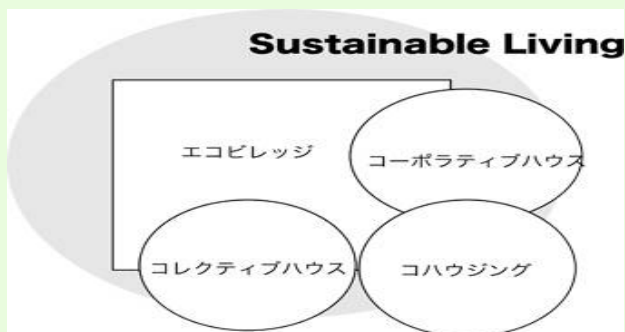 Sustainable Living
エコビレッジ
コーポラティブハウス
コレクティブハウス
コハウジング